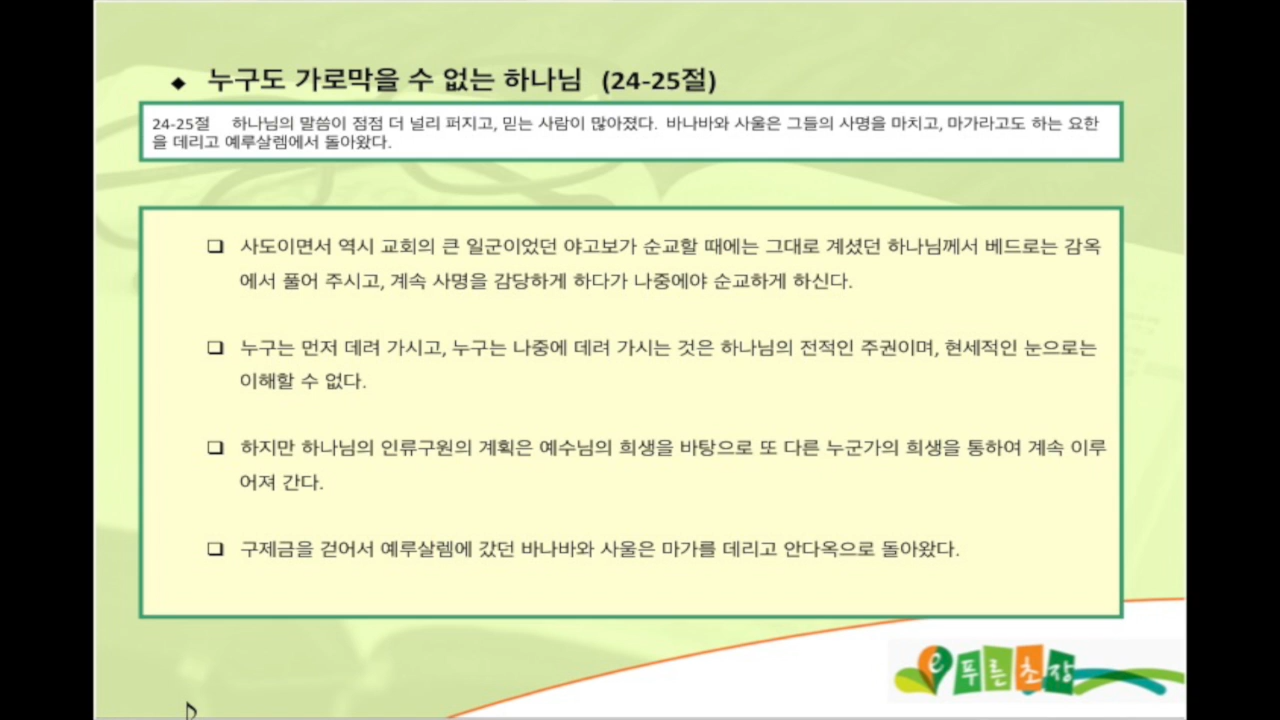 ◆ 누구도 가로막을 수 없는 하나님 (24-25절)
24-25절 하나님의 말씀이 점점 더 널리 퍼지고, 믿는 사람이 많아졌다. 바나바와 사울은 그들의 사명을 마치고, 마가라고도 하는 요한
을 데리고 예루살렘에서 돌아왔다.
❑ 사도이면서 역시 교회의 큰 일군이었던 야고보가 순교할 때에는 그대로 계셨던 하나님께서 베드로는 감옥
에서 풀어 주시고, 계속 사명을 감당하게 하다가 나중에야 순교하게 하신다.
❑ 누구는 먼저 데려 가시고, 누구는 나중에 데려 가시는 것은 하나님의 전적인 주권이며, 현세적인 눈으로는
이해할 수 없다.
❑ 하지만 하나님의 인류구원의 계획은 예수님의 희생을 바탕으로 또 다른 누군가의 희생을 통하여 계속 이루
어져 간다.
❑ 구제금을 걷어서 예루살렘에 갔던 바나바와 사울은 마가를 데리고 안디옥으로 돌아왔다.
e 푸른초장